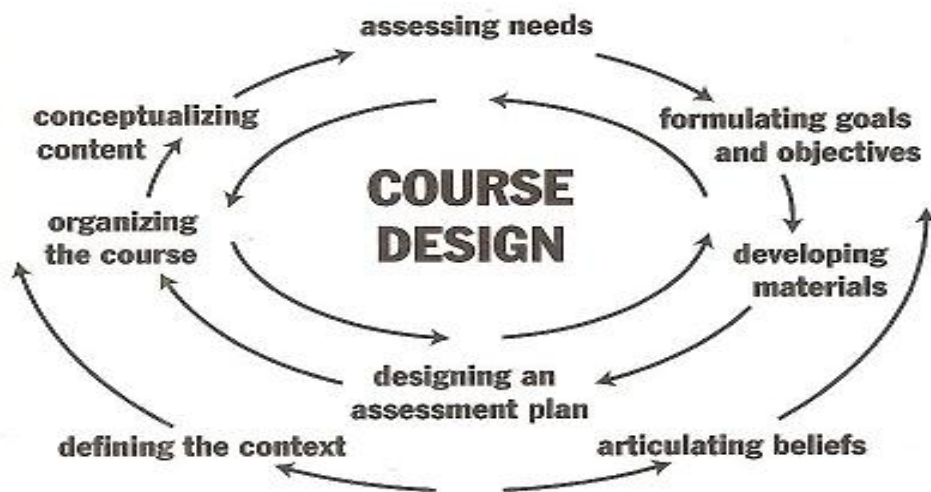 assessing needs
conceptualizing
content
formulating goals
and objectives
COURSE
DESIGN
organizing
the course
developing
materials
designing an
assessment plan
defining the context
articulating beliefs